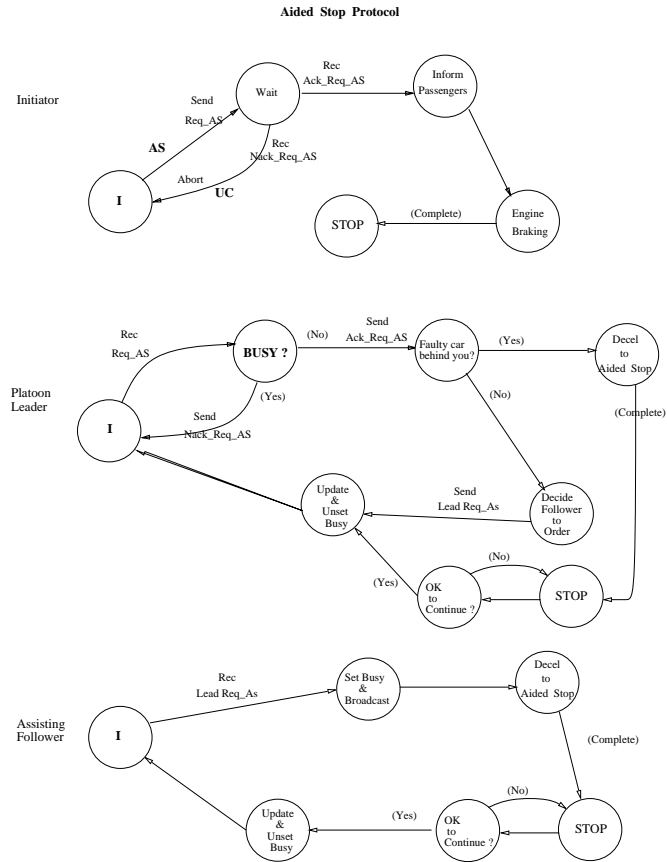 Aided Stop Protocol
Initiator
Wait
Rec
Ack_Req_AS
Inform
Passengers
Send
Req_AS
AS
Rec
Nack_Req_AS
Abort
UC
I
STOP
(Complete)
Engine
Braking
Platoon
Leader
Rec
Req_AS
BUSY ?
(No)
Send
Ack_Req_AS
Faulty car
behind you?
(Yes)
Decel
to
Aided Stop
(Yes)
Send
Nack_Req_AS
I
(No)
(Complete)
Update
&
Unset
Busy
Send
Lead Req_As
Decide
Follower
to
Order
(Yes)
OK
to
Continue ?
(No)
STOP
Assisting
Follower
I
Rec
Lead Req_As
Set Busy
&
Broadcast
Decel
to
Aided Stop
(Complete)
Update
&
Unset
Busy
(Yes)
OK
to
Continue ?
(No)
STOP